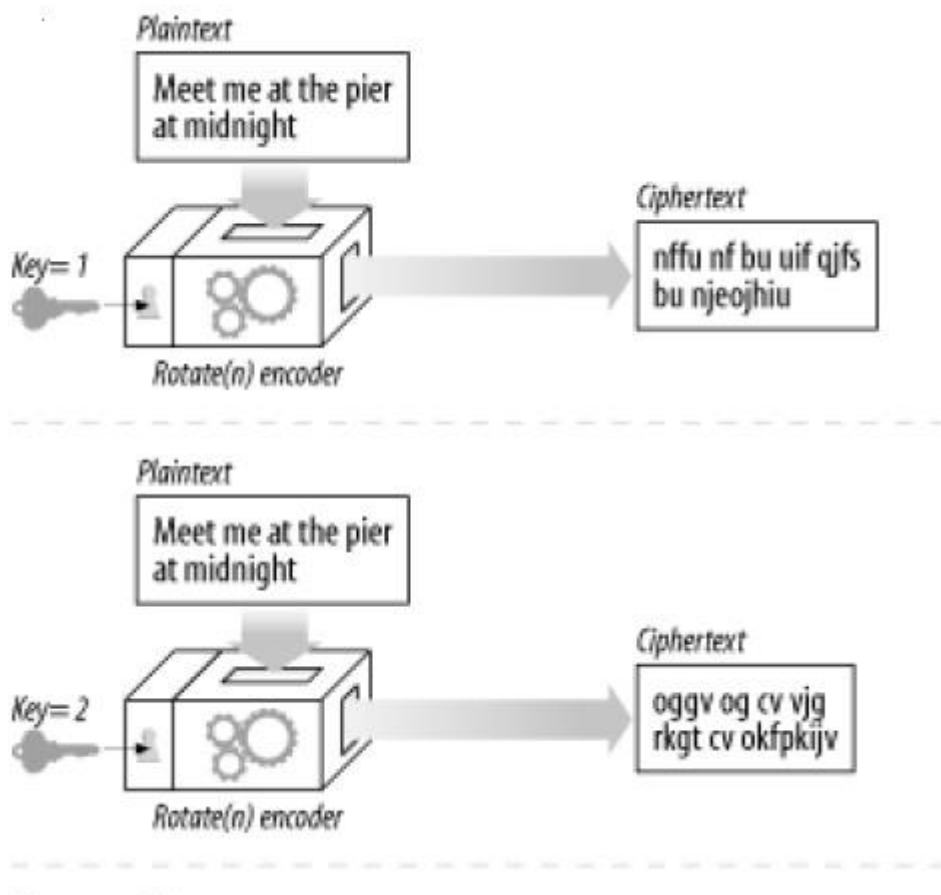 Plaintext
Meet me at the pier
at midnight
Ciphertext
nffu nf bu uif qjfs
bu njeojhiu
Key= 1
Rotate(n) encoder
Plaintext
Meet me at the pier
at midnight
Ciphertext
oggv og cv vjg
rkgt cv okfpkijv
Key= 2
Rotate(n) encoder